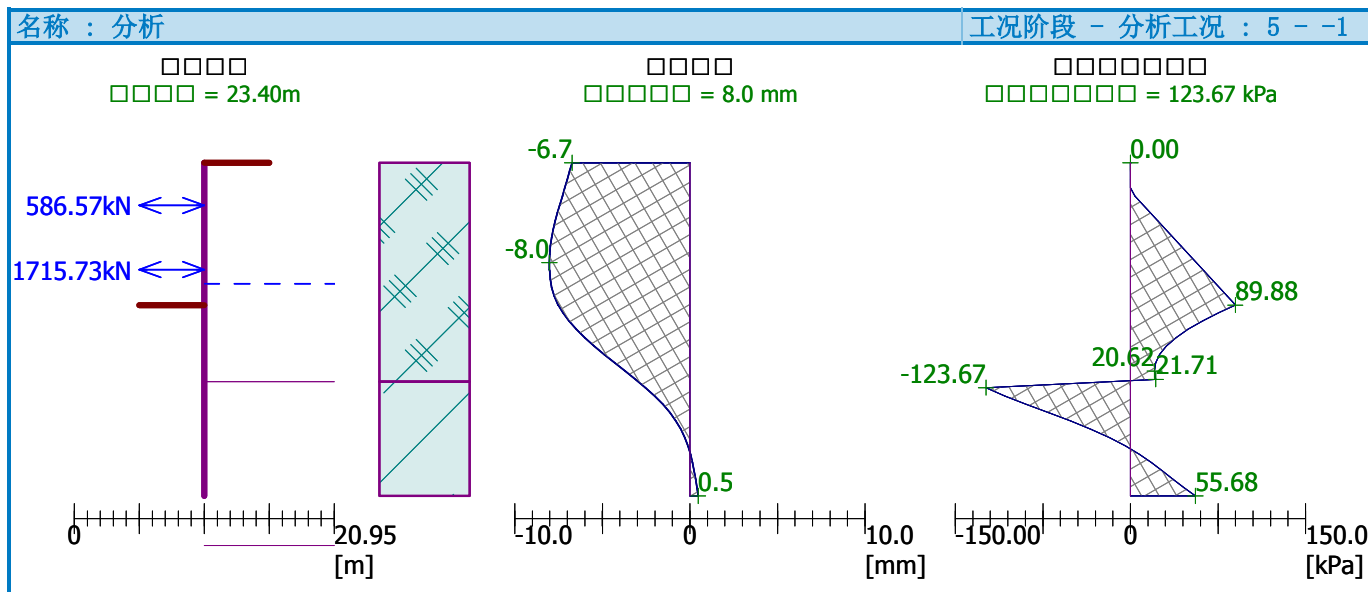 名称 : 分析
工况阶段 - 分析工况 : 5 - -1
□□□□
□□□□ = 23.40m
□□□□
□□□□□ = 8.0 mm
□□□□□□□
□□□□□□□ = 123.67 kPa
586.57kN
1715.73kN
0
20.95
[m]
-6.7
-8.0
0.5
-10.0
0
10.0
[mm]
0.00
89.88
20.62
21.71
-123.67
55.68
-150.00
0
150.0
[kPa]